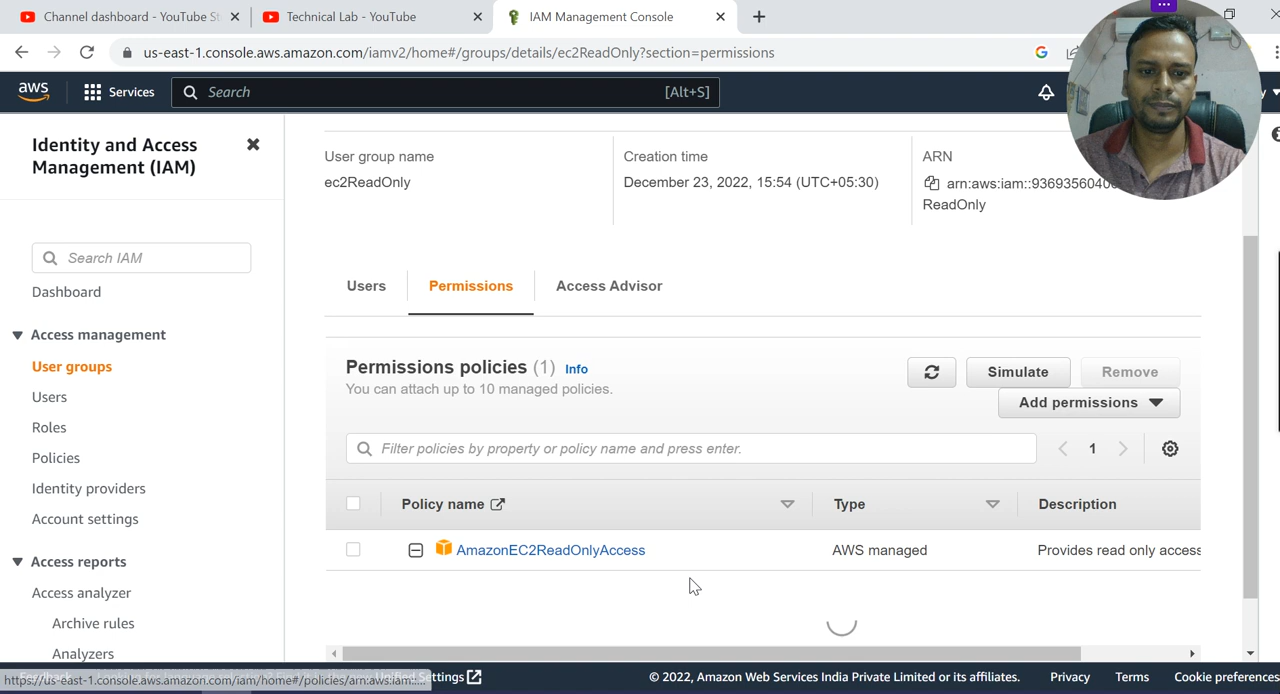 Channel dashboard - YouTube St
Technical Lab - YouTube
IAM Management Console
us-east-1.console.aws.amazon.com/iamv2/home#/groups/details/ec2ReadOnly?section=permissions
aws
Services
Search
[Alt+S]
Identity and Access
Management (IAM)
Search IAM
Dashboard
Access management
User groups
Users
Roles
Policies
Identity providers
Account settings
Access reports
Access analyzer
Archive rules
Analyzers
User group name
ec2ReadOnly
Creation time
December 23, 2022, 15:54 (UTC+05:30)
ARN
ReadOnly
Users
Permissions
Access Advisor
Permissions policies (1) Info
You can attach up to 10 managed policies.
Simulate
Remove
Add permissions
Filter policies by property or policy name and press enter.
1
Policy name
Type
Description
AmazonEC2ReadOnlyAccess
AWS managed
Provides read only access
https://us-east-1.console.aws.amazon.com/iam/home#/policies/arn:aws:iam::...
© 2022, Amazon Web Services India Private Limited or its affiliates.
Privacy
Terms
Cookie preferences